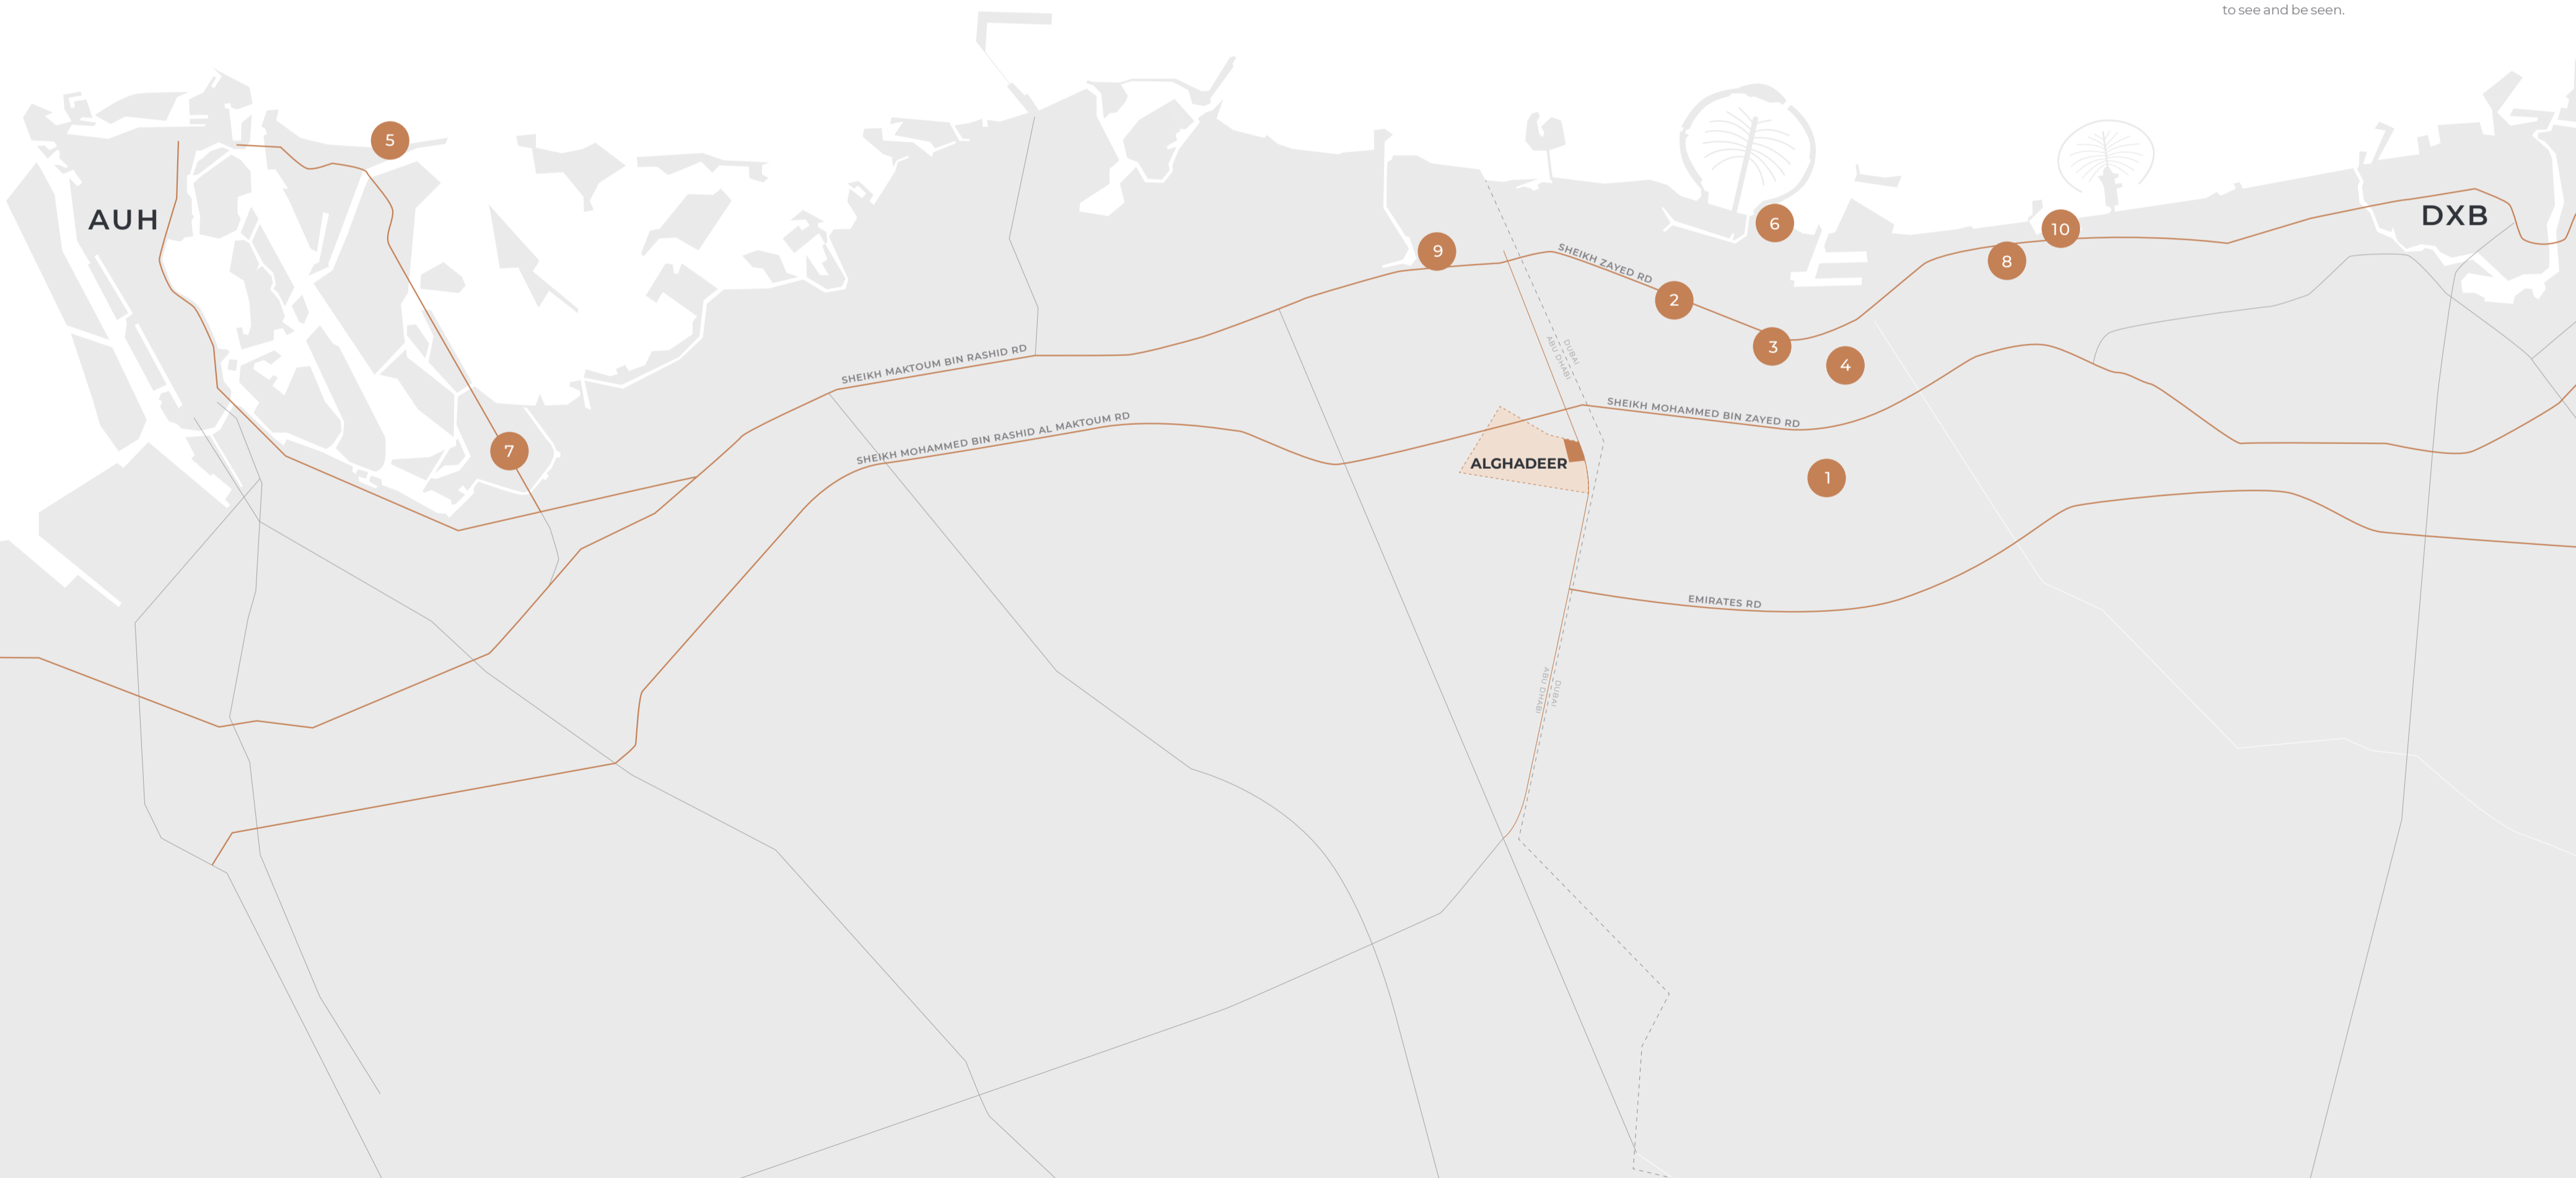 to see and be seen.
5
AUH
6
10
DXB
9
8
SHEIKH ZAYED RD
2
3
4
DUBAI
ABU DHABI
SHEIKH MAKTOUM BIN RASHID RD
SHEIKH MOHAMMED BIN RASHID AL MAKTOUM RD
SHEIKH MOHAMMED BIN ZAYED RD
7
ALGHADEER
1
EMIRATES RD
ABU DHABI
DUBAI